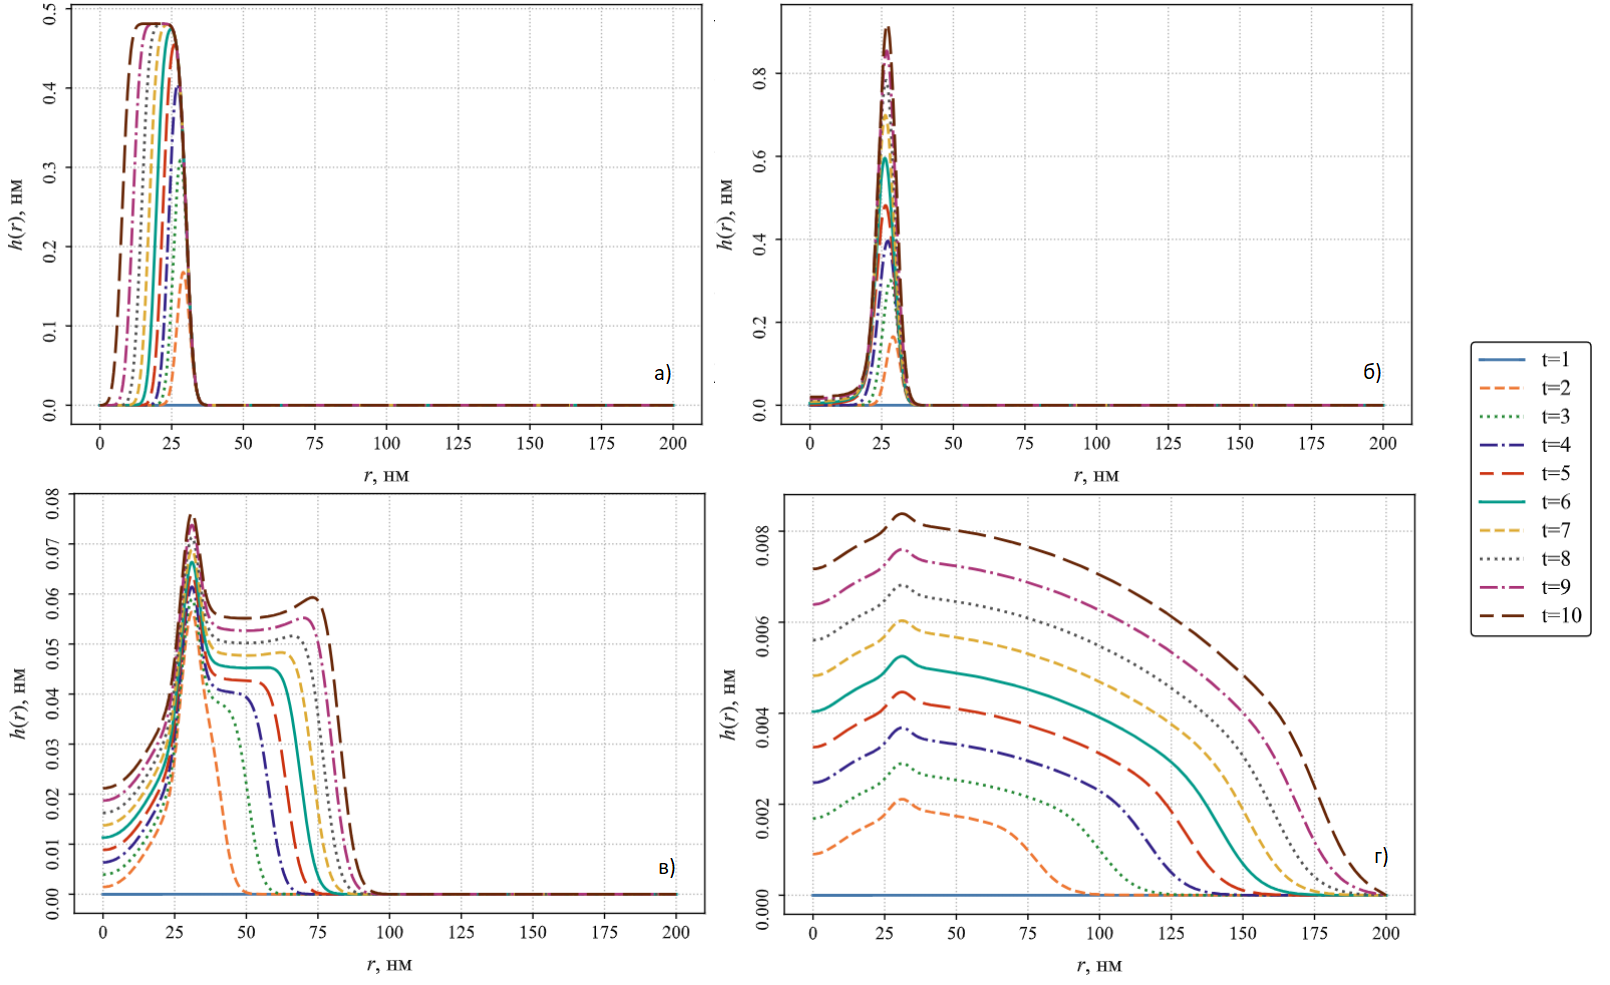 0.5
0.4
0.3
0.2
0.1
0.0
h(r), нм
0 25 50 75 100 125 150 175 200
r, нм
а)
0.8
0.6
0.4
0.2
0.0
h(r), нм
0 25 50 75 100 125 150 175 200
r, нм
б)
0.08
0.07
0.06
0.05
0.04
0.03
0.02
0.01
0.00
h(r), нм
0 25 50 75 100 125 150 175 200
r, нм
в)
0.008
0.006
0.004
0.002
0.000
h(r), нм
0 25 50 75 100 125 150 175 200
r, нм
г)
t=1
t=2
t=3
t=4
t=5
t=6
t=7
t=8
t=9
t=10